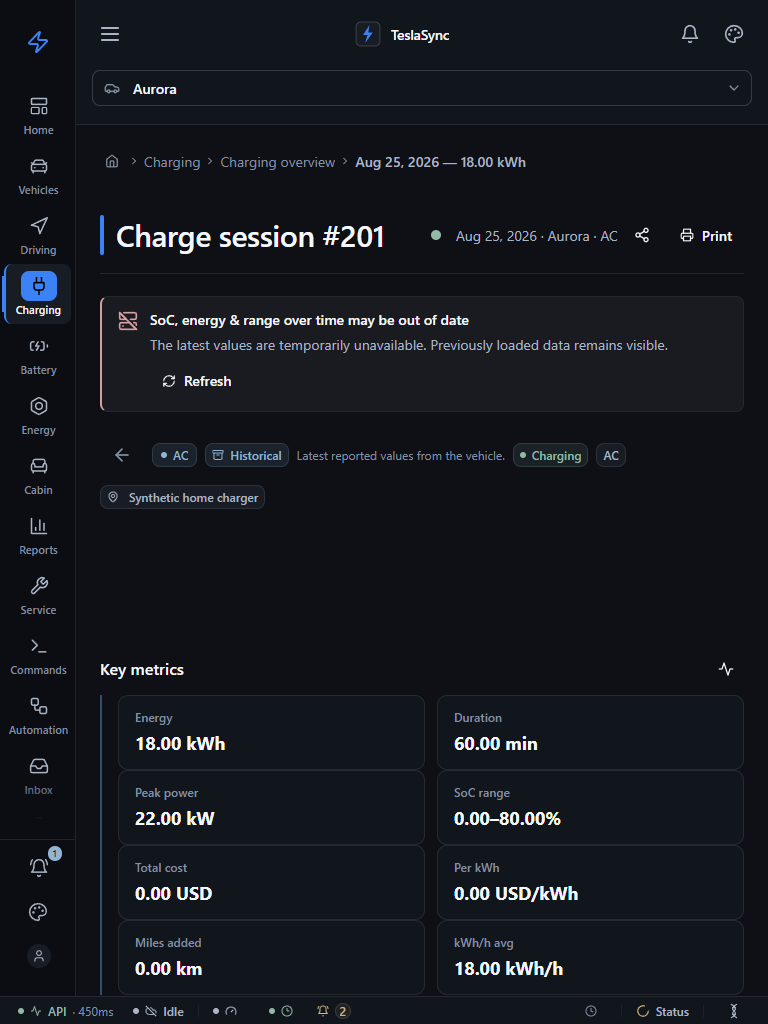 TeslaSync
Aurora
Home
Vehicles
Driving
Charging
Battery
Energy
Cabin
Reports
Service
Commands
Automation
Inbox
1
Charging
Charging overview
Aug 25, 2026 — 18.00 kWh
Charge session #201
Aug 25, 2026 · Aurora · AC
Print
SoC, energy & range over time may be out of date
The latest values are temporarily unavailable. Previously loaded data remains visible.
Refresh
AC
Historical
Latest reported values from the vehicle.
Charging
AC
Synthetic home charger
Key metrics
Energy
18.00 kWh
Duration
60.00 min
Peak power
22.00 kW
SoC range
0.00–80.00%
Total cost
0.00 USD
Per kWh
0.00 USD/kWh
Miles added
0.00 km
kWh/h avg
18.00 kWh/h
API · 450ms
Idle
2
Status